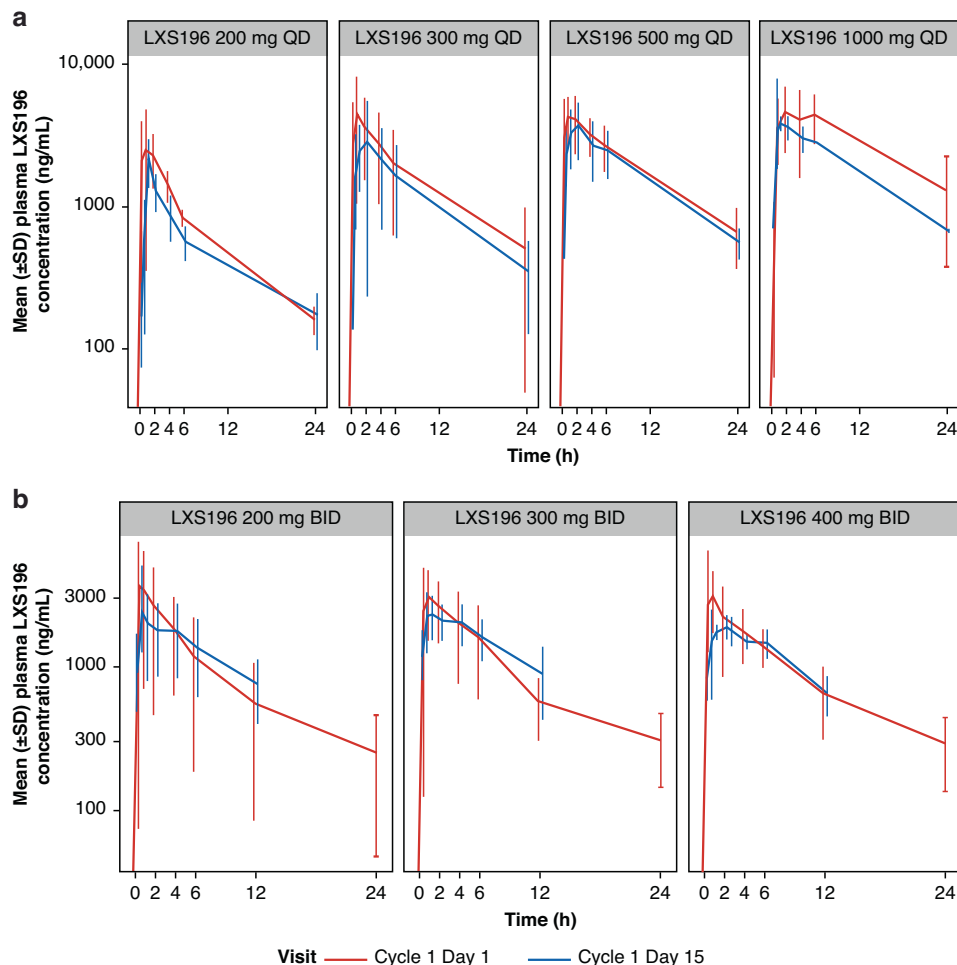 a
LXS196 200 mg QD
LXS196 300 mg QD
LXS196 500 mg QD
LXS196 1000 mg QD
Mean (±SD) plasma LXS196
concentration (ng/mL)
10,000
1000
100
0 2 4 6 12 24
0 2 4 6 12 24
0 2 4 6 12 24
0 2 4 6 12 24
Time (h)
b
LXS196 200 mg BID
LXS196 300 mg BID
LXS196 400 mg BID
Mean (±SD) plasma LXS196
concentration (ng/mL)
3000
1000
300
100
0 2 4 6 12 24
0 2 4 6 12 24
0 2 4 6 12 24
Time (h)
Visit Cycle 1 Day 1 Cycle 1 Day 15